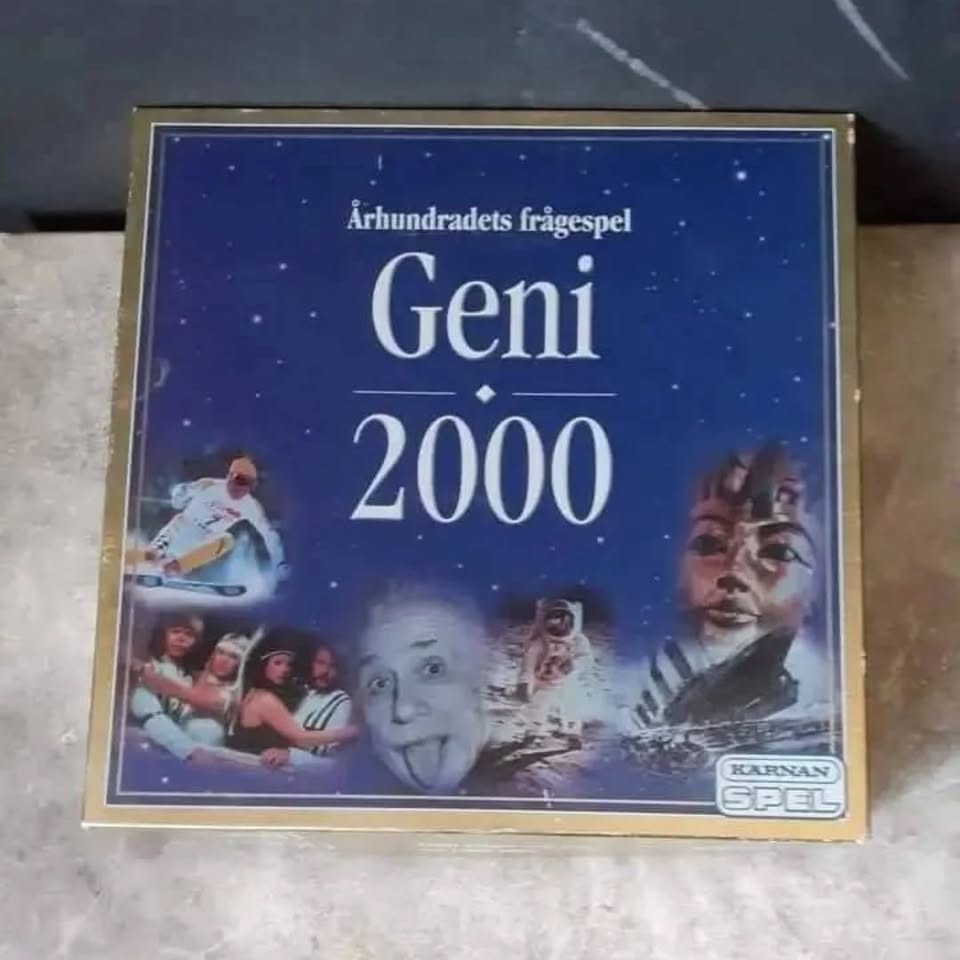 Århundradets frågespel
Geni
2000
KÄRNAN
SPEL